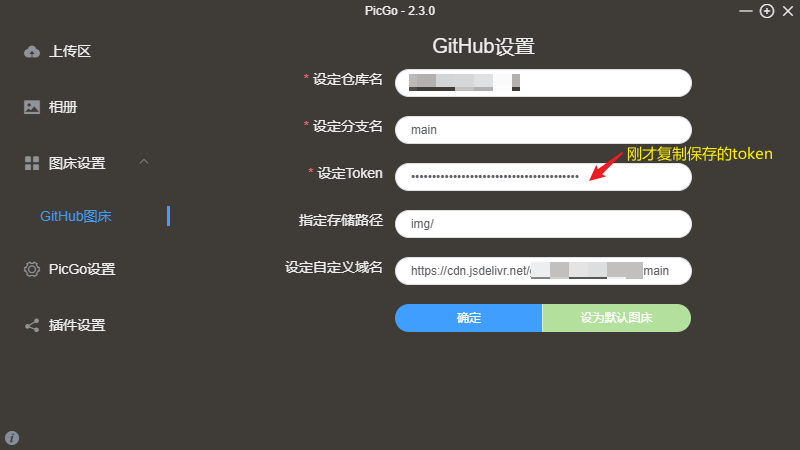 PicGo - 2.3.0
上传区
相册
图床设置
GitHub图床
PicGo设置
插件设置
GitHub设置
* 设定仓库名
* 设定分支名
main
* 设定Token
刚才复制保存的token
指定存储路径
img/
设定自定义域名
https://cdn.jsdelivr.net/
main
确定
设为默认图床